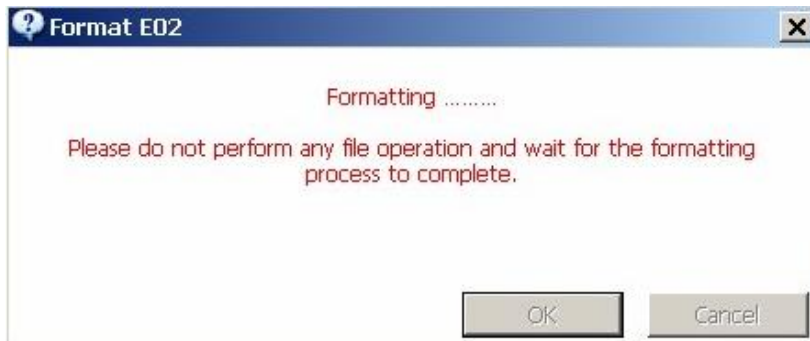 Format E02
Formatting .........
Please do not perform any file operation and wait for the formatting
process to complete.
OK
Cancel